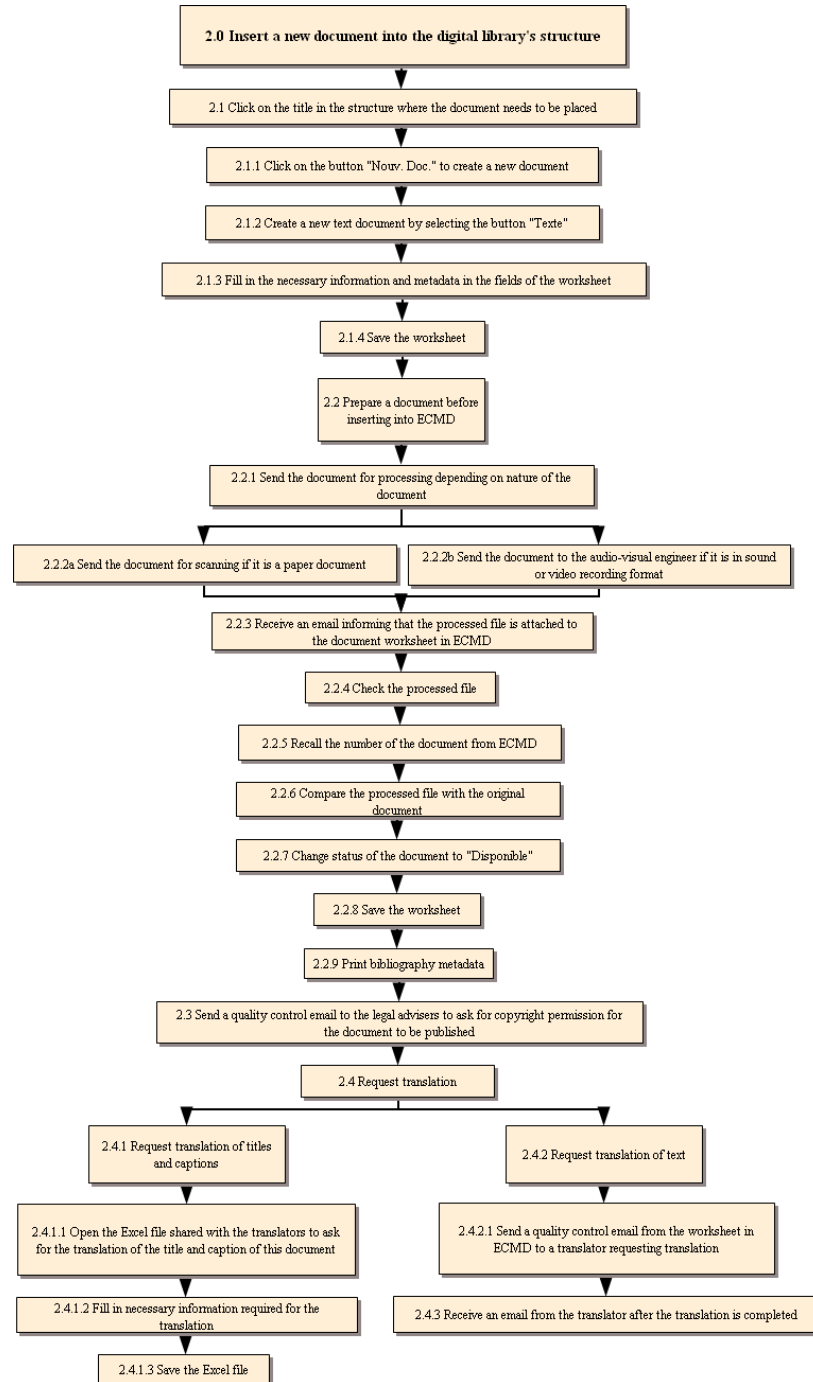 2.0 Insert a new document into the digital library's structure
2.1 Click on the title in the structure where the document needs to be placed
2.1.1 Click on the button "Nouv. Doc." to create a new document
2.1.2 Create a new text document by selecting the button "Texte"
2.1.3 Fill in the necessary information and metadata in the fields of the worksheet
2.1.4 Save the worksheet
2.2 Prepare a document before
inserting into ECMD
2.2.1 Send the document for processing depending on nature of the
document
2.2.2a Send the document for scanning if it is a paper document
2.2.2b Send the document to the audio-visual engineer if it is in sound
or video recording format
2.2.3 Receive an email informing that the processed file is attached to
the document worksheet in ECMD
2.2.4 Check the processed file
2.2.5 Recall the number of the document from ECMD
2.2.6 Compare the processed file with the original
document
2.2.7 Change status of the document to "Disponible"
2.2.8 Save the worksheet
2.2.9 Print bibliography metadata
2.3 Send a quality control email to the legal advisers to ask for copyright permission for
the document to be published
2.4 Request translation
2.4.1 Request translation of titles
and captions
2.4.1.1 Open the Excel file shared with the translators to ask
for the translation of the title and caption of this document
2.4.1.2 Fill in necessary information required for the
translation
2.4.1.3 Save the Excel file
2.4.2 Request translation of text
2.4.2.1 Send a quality control email from the worksheet in
ECMD to a translator requesting translation
2.4.3 Receive an email from the translator after the translation is completed